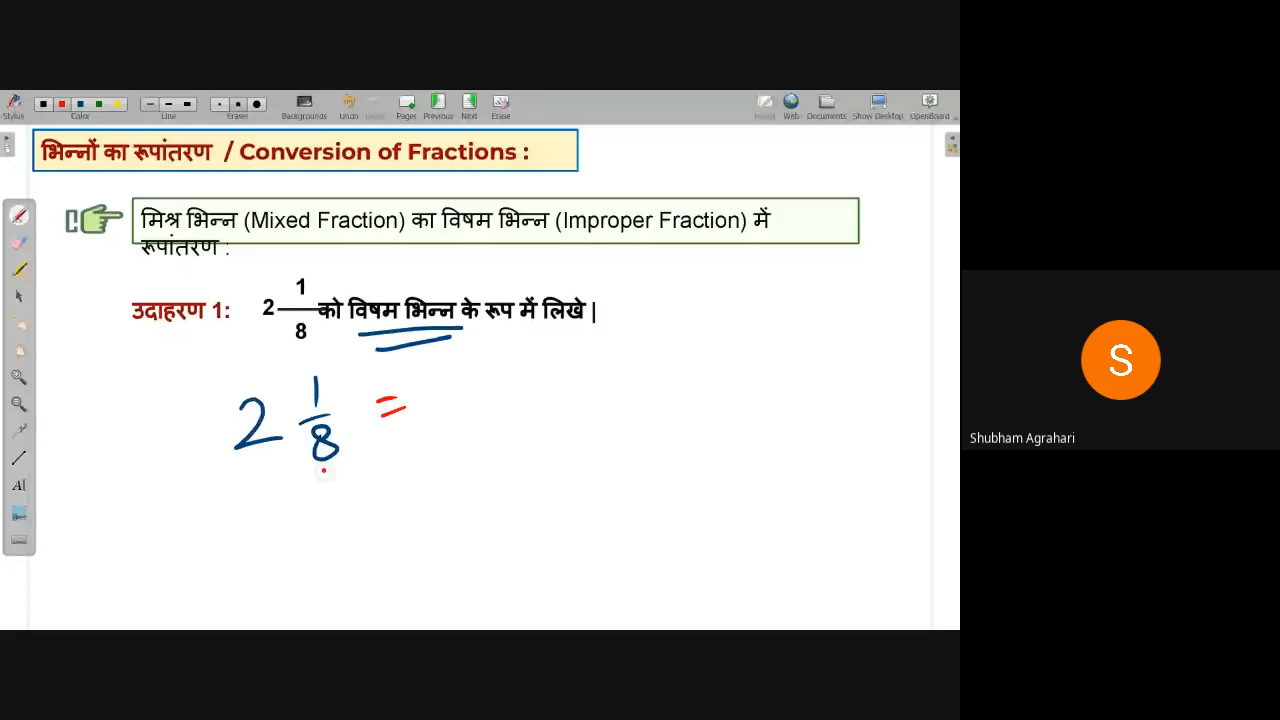 Stylus
Color
Line
Eraser
Backgrounds
Undo
Pages
Previous
Next
Erase
Web
Documents
Show Desktop
OpenBoard
भिन्नों का रूपांतरण / Conversion of Fractions :
मिश्र भिन्न (Mixed Fraction) का विषम भिन्न (Improper Fraction) में
रूपांतरण :
उदाहरण 1: 2 1/8 को विषम भिन्न के रूप में लिखे |
2 1/8 =
S
Shubham Agrahari